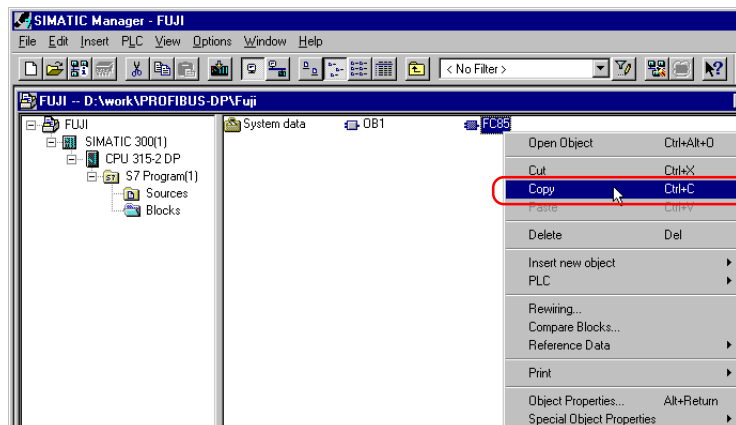 SIMATIC Manager - FUJI
File Edit Insert PLC View Options Window Help
< No Filter >
FUJI -- D:\work\PROFIBUS-DP\Fuji
FUJI
SIMATIC 300(1)
CPU 315-2 DP
S7 Program(1)
Sources
Blocks
System data OB1 FC85
Open Object Ctrl+Alt+O
Cut Ctrl+X
Copy Ctrl+C
Paste Ctrl+V
Delete Del
Insert new object
PLC
Rewiring...
Compare Blocks...
Reference Data
Print
Object Properties... Alt+Return
Special Object Properties